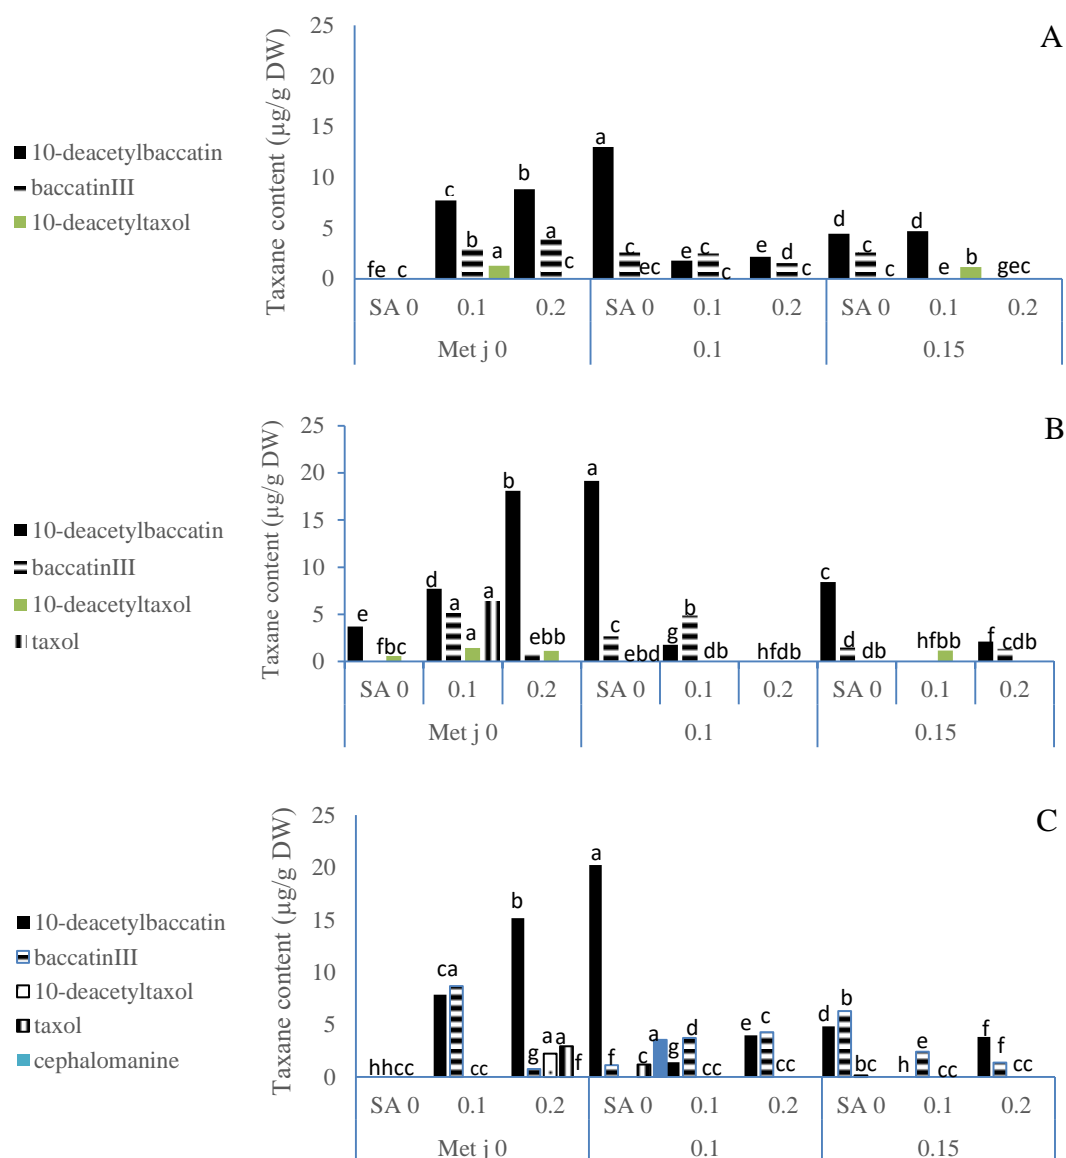 A
Taxane content (µg/g DW)
25
20
15
10
5
0
10-deacetylbaccatin
baccatinIII
10-deacetyltaxol
fe c
c b a
b a c
a c ec
e c c
e d c
d c c
d e b
gec
SA 0 0.1 0.2 SA 0 0.1 0.2 SA 0 0.1 0.2
Met j 0 0.1 0.15
B
Taxane content (µg/g DW)
25
20
15
10
5
0
10-deacetylbaccatin
baccatinIII
10-deacetyltaxol
taxol
e fbc
d a a a
b ebb
a c ebd
g b db
hfdb
c d db
hfbb
f cdb
SA 0 0.1 0.2 SA 0 0.1 0.2 SA 0 0.1 0.2
Met j 0 0.1 0.15
C
Taxane content (µg/g DW)
25
20
15
10
5
0
10-deacetylbaccatin
baccatinIII
10-deacetyltaxol
taxol
cephalomanine
hhcc
ca cc
b g a a f
a f c a
g d cc
e c cc
d b bc
h e cc
f f cc
SA 0 0.1 0.2 SA 0 0.1 0.2 SA 0 0.1 0.2
Met j 0 0.1 0.15